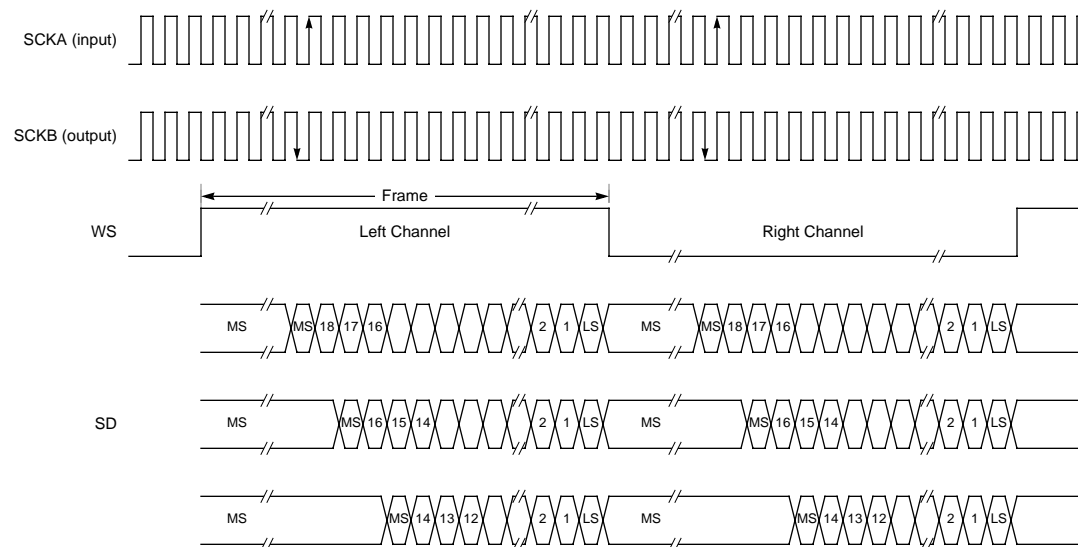 SCKA (input)
SCKB (output)
Frame
WS Left Channel Right Channel
MS MS 18 17 16 2 1 LS MS MS 18 17 16 2 1 LS
SD MS MS 16 15 14 2 1 LS MS MS 16 15 14 2 1 LS
MS MS 14 13 12 2 1 LS MS MS 14 13 12 2 1 LS